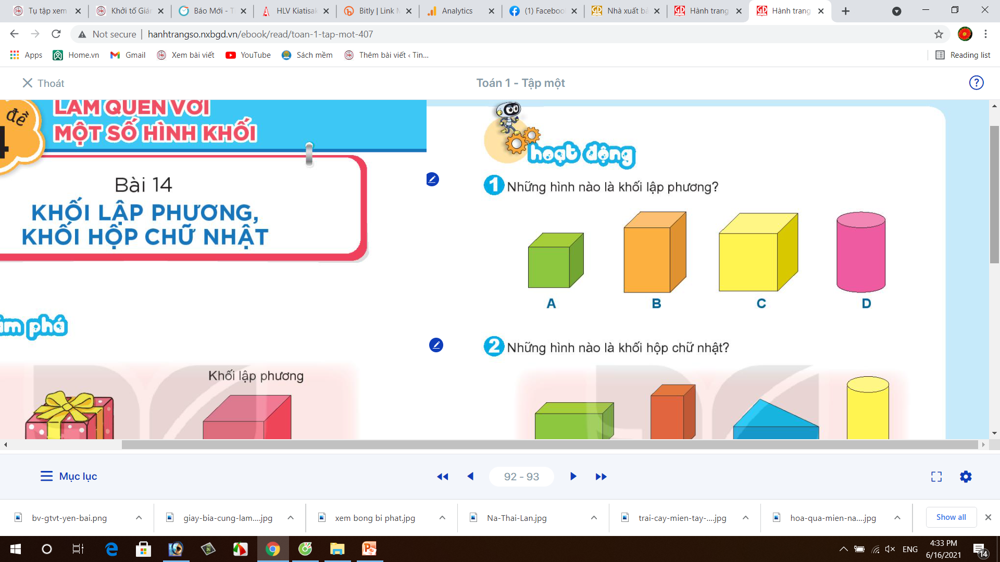 Tụ tập xem
Khởi tố Giá
Báo Mới - T
HLV Kiatisa
Bitly | Link
Analytics
(1) Facebo
Nhà xuất b
Hành trang
Hành trang
Not secure
hanhtrangso.nxbgd.vn/ebook/read/toan-1-tap-mot-407
Apps
Home.vn
Gmail
Xem bài viết
YouTube
Sách mềm
Thêm bài viết ‹ Tin...
Reading list
Thoát
Toán 1 - Tập một
?
đề
LÀM QUEN VỚI
MỘT SỐ HÌNH KHỐI
Bài 14
KHỐI LẬP PHƯƠNG,
KHỐI HỘP CHỮ NHẬT
phá
Khối lập phương
hoạt động
1 Những hình nào là khối lập phương?
A B C D
2 Những hình nào là khối hộp chữ nhật?
Mục lục
92 - 93
bv-gtvt-yen-bai.png
giay-bia-cung-lam....jpg
xem bong bi phat.jpg
Na-Thai-Lan.jpg
trai-cay-mien-tay-....jpg
hoa-qua-mien-na....jpg
Show all
ENG
4:33 PM
6/16/2021
14